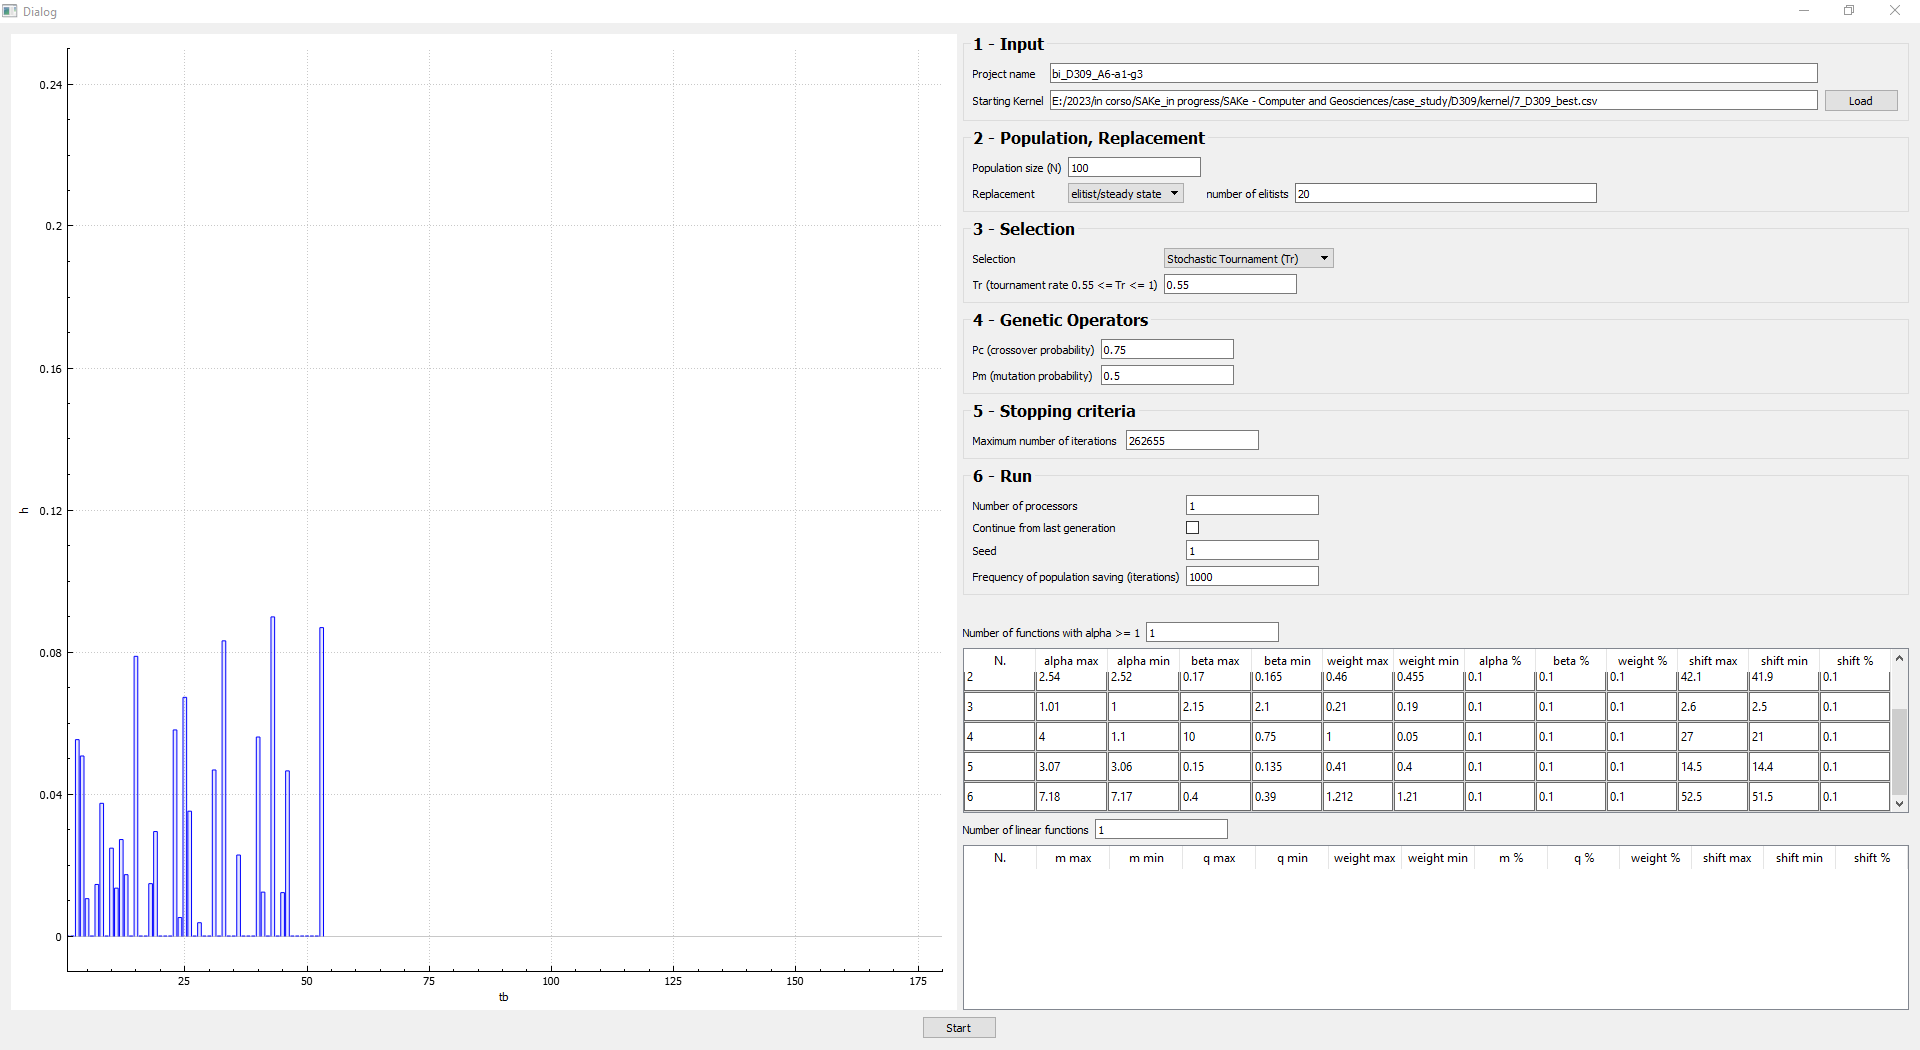 Dialog
0.24
0.2
0.16
h
0.12
0.08
0.04
0
25 50 75 100 125 150 175
tb
1 - Input
Project name bi_D309_A6-a1-g3
Starting Kernel E:/2023/in corso/SAKe_in progress/SAKe - Computer and Geosciences/case_study/D309/kernel/7_D309_best.csv Load
2 - Population, Replacement
Population size (N) 100
Replacement elitist/steady state number of elitists 20
3 - Selection
Selection Stochastic Tournament (Tr)
Tr (tournament rate 0.55 <= Tr <= 1) 0.55
4 - Genetic Operators
Pc (crossover probability) 0.75
Pm (mutation probability) 0.5
5 - Stopping criteria
Maximum number of iterations 262655
6 - Run
Number of processors 1
Continue from last generation
Seed 1
Frequency of population saving (iterations) 1000
Number of functions with alpha >= 1 1
N. alpha max alpha min beta max beta min weight max weight min alpha % beta % weight % shift max shift min shift %
2 2.54 2.52 0.17 0.165 0.46 0.455 0.1 0.1 0.1 42.1 41.9 0.1
3 1.01 1 2.15 2.1 0.21 0.19 0.1 0.1 0.1 2.6 2.5 0.1
4 4 1.1 10 0.75 1 0.05 0.1 0.1 0.1 27 21 0.1
5 3.07 3.06 0.15 0.135 0.41 0.4 0.1 0.1 0.1 14.5 14.4 0.1
6 7.18 7.17 0.4 0.39 1.212 1.21 0.1 0.1 0.1 52.5 51.5 0.1
Number of linear functions 1
N. m max m min q max q min weight max weight min m % q % weight % shift max shift min shift %
Start